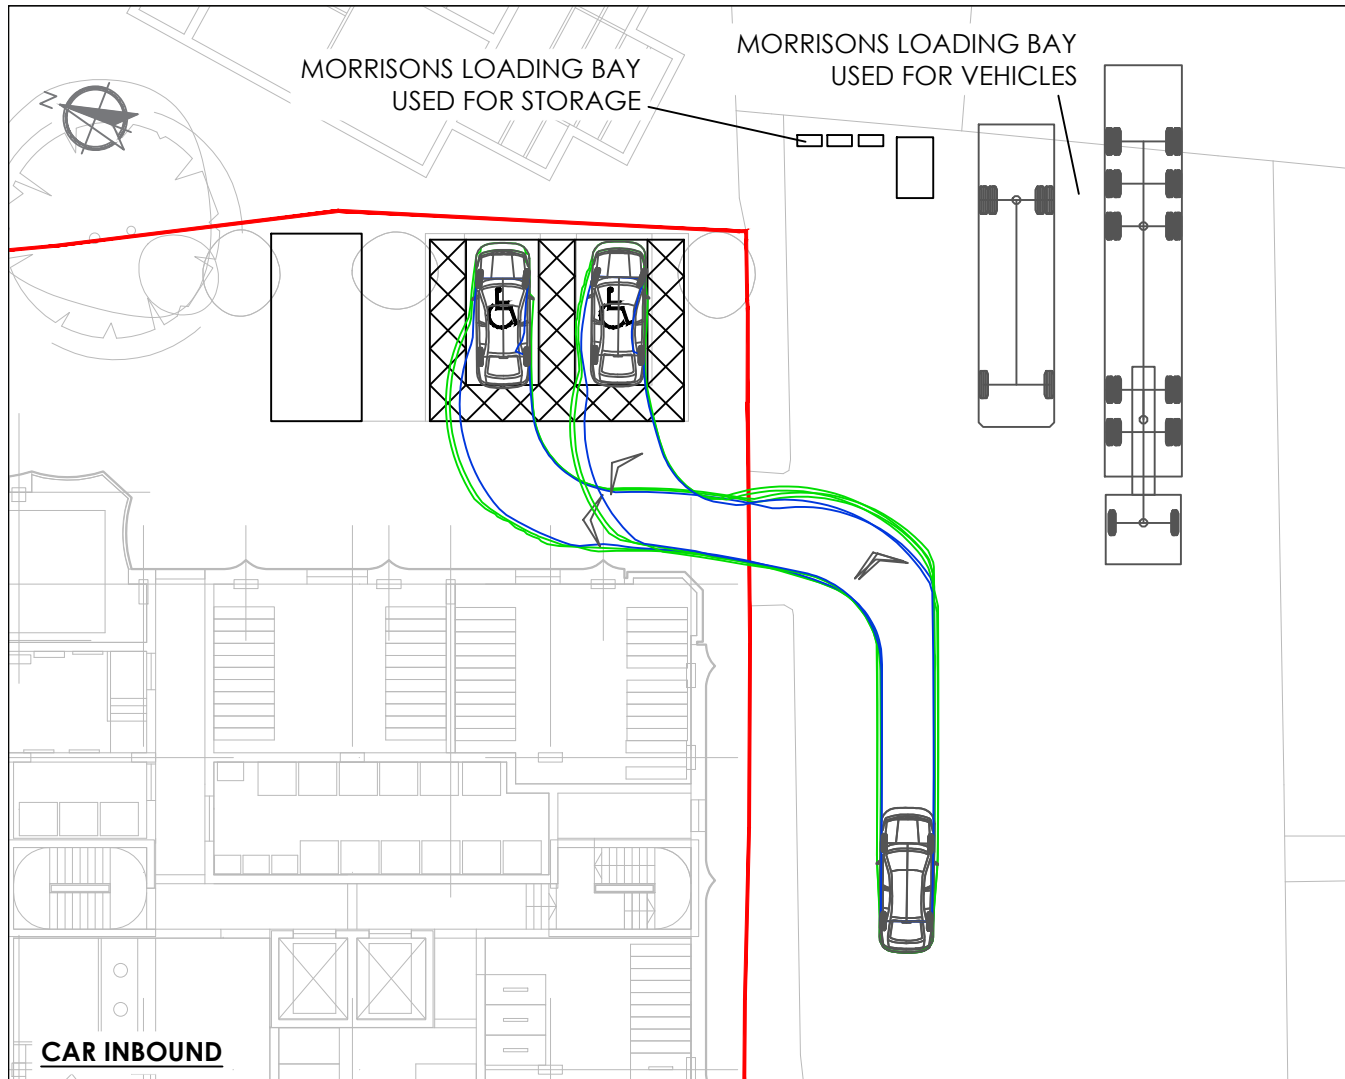 MORRISONS LOADING BAY
USED FOR STORAGE
MORRISONS LOADING BAY
USED FOR VEHICLES
N
CAR INBOUND